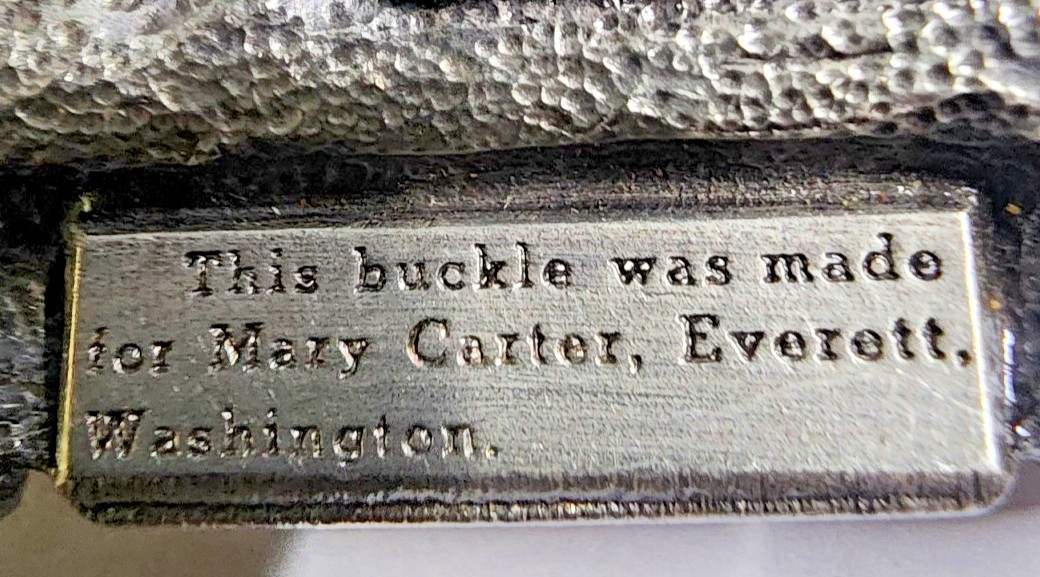 This buckle was made
for Mary Carter, Everett,
Washington.